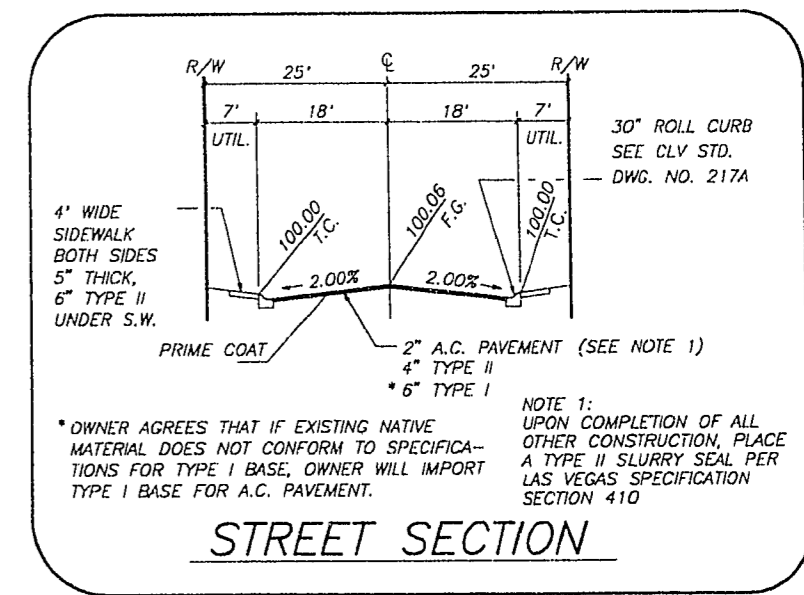 R/W ℄ R/W
25' 25'
7' 18' 18' 7'
UTIL. UTIL.
30" ROLL CURB
SEE CLV STD.
DWG. NO. 217A
4' WIDE
SIDEWALK
BOTH SIDES
5" THICK,
6" TYPE II
UNDER S.W.
100.00
T.C.
100.06
F.G.
100.00
T.C.
2.00% 2.00%
PRIME COAT
2" A.C. PAVEMENT (SEE NOTE 1)
4" TYPE II
* 6" TYPE I
* OWNER AGREES THAT IF EXISTING NATIVE
MATERIAL DOES NOT CONFORM TO SPECIFICA-
TIONS FOR TYPE I BASE, OWNER WILL IMPORT
TYPE I BASE FOR A.C. PAVEMENT.
NOTE 1:
UPON COMPLETION OF ALL
OTHER CONSTRUCTION, PLACE
A TYPE II SLURRY SEAL PER
LAS VEGAS SPECIFICATION
SECTION 410
STREET SECTION